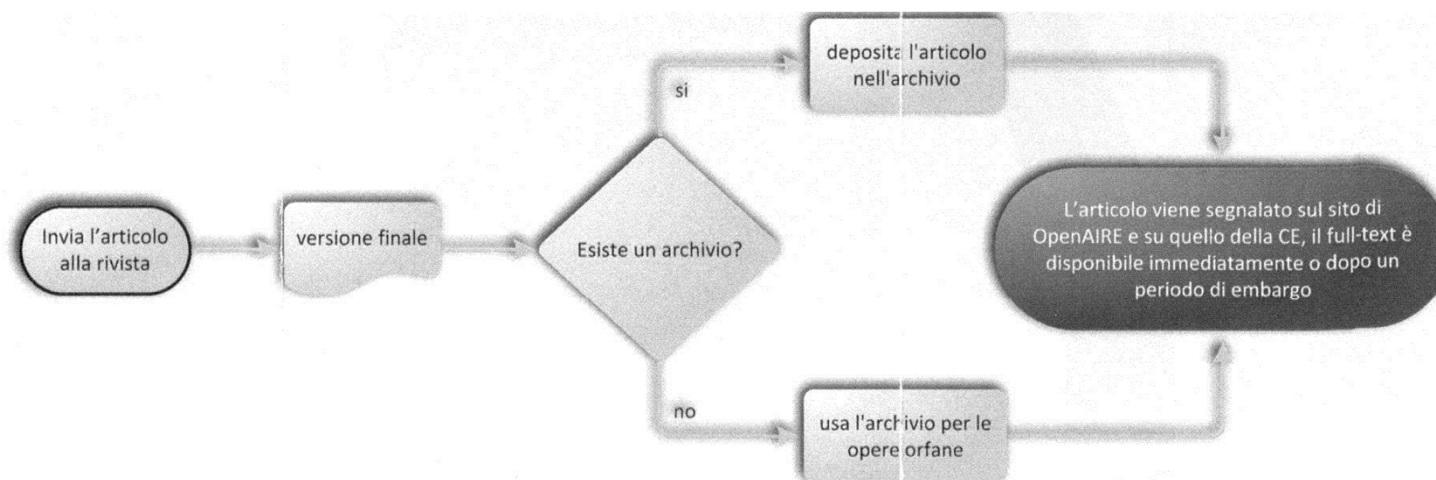 Invia l'articolo
alla rivista
versione finale
Esiste un archivio?
si
deposita l'articolo
nell'archivio
no
usa l'archivio per le
opere orfane
L'articolo viene segnalato sul sito di
OpenAIRE e su quello della CE, il full-text è
disponibile immediatamente o dopo un
periodo di embargo